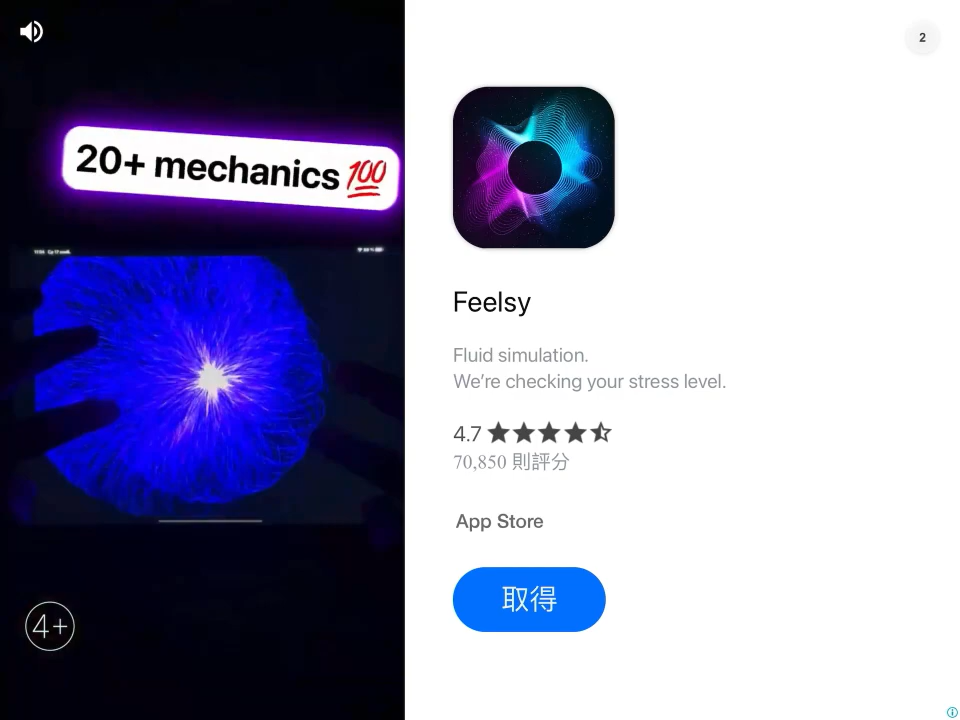 20+ mechanics 💯
4+
2
Feelsy
Fluid simulation.
We're checking your stress level.
4.7
70,850 則評分
App Store
取得